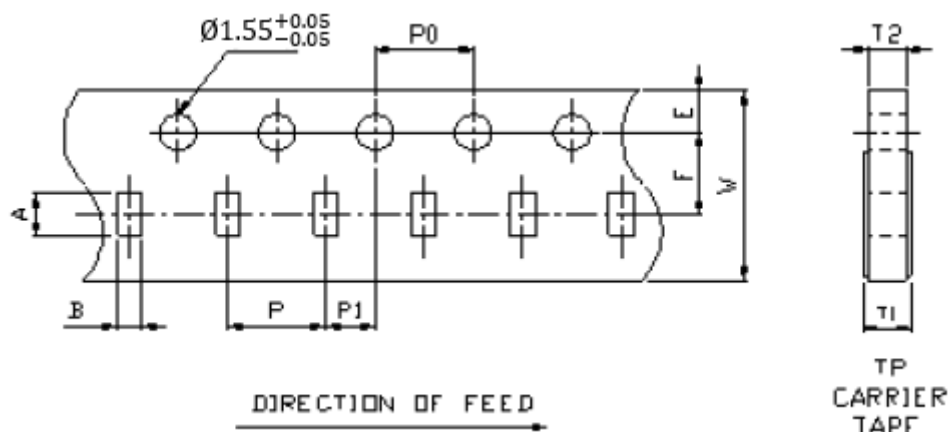 Ø1.55 +0.05 -0.05
P0
T2
E
F
W
A
B
P
P1
T1
DIRECTION OF FEED
TP
CARRIER
TAPE